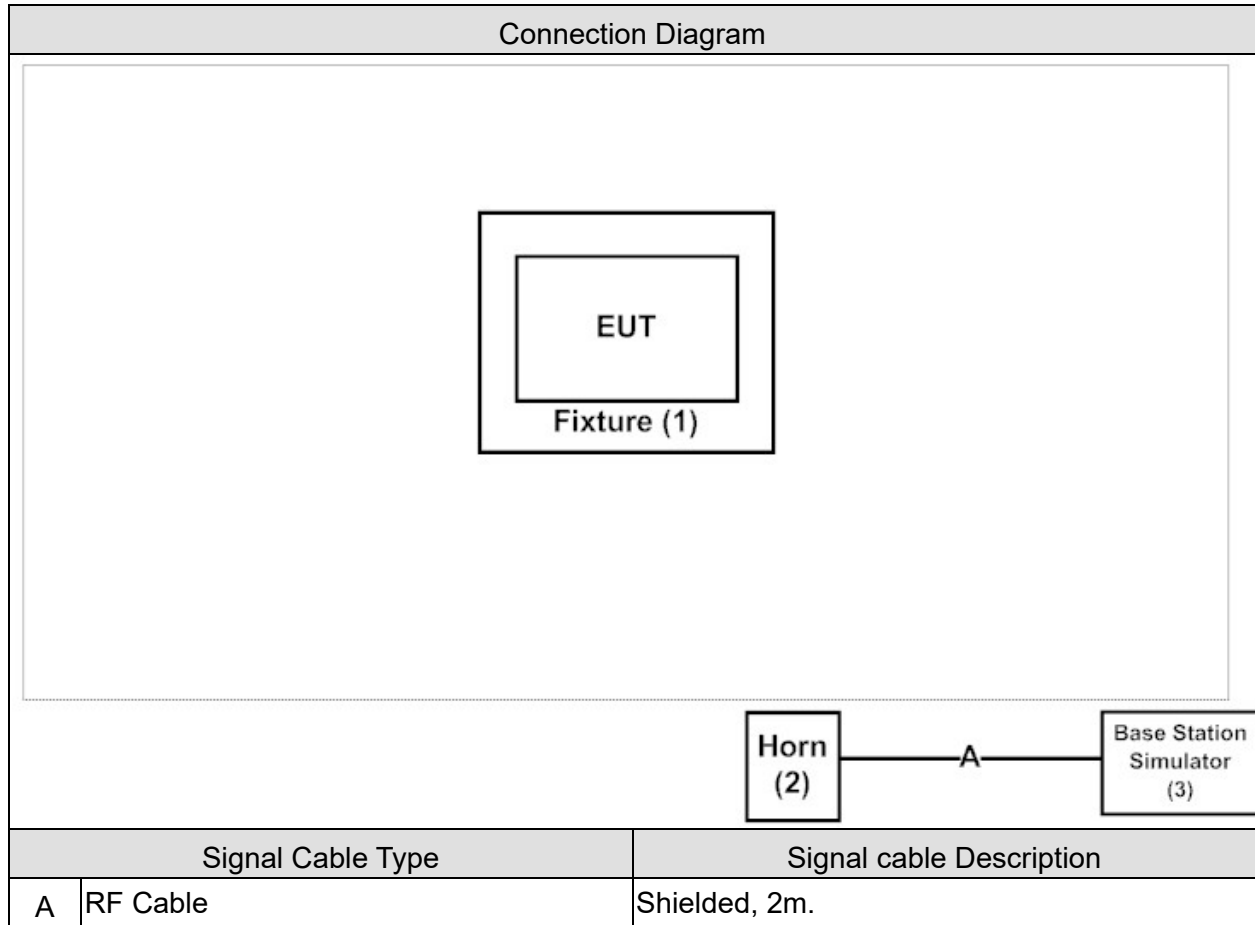 Connection Diagram
EUT
Fixture (1)
Horn
(2)
A
Base Station
Simulator
(3)
Signal Cable Type
Signal cable Description
A
RF Cable
Shielded, 2m.